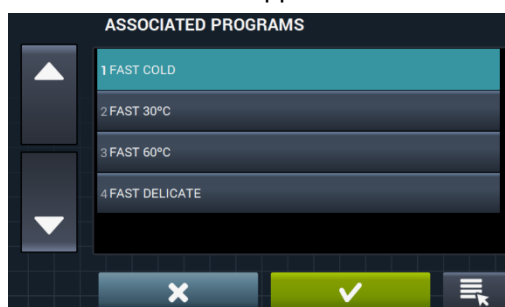 ASSOCIATED PROGRAMS
1 FAST COLD
2 FAST 30ºC
3 FAST 60ºC
4 FAST DELICATE